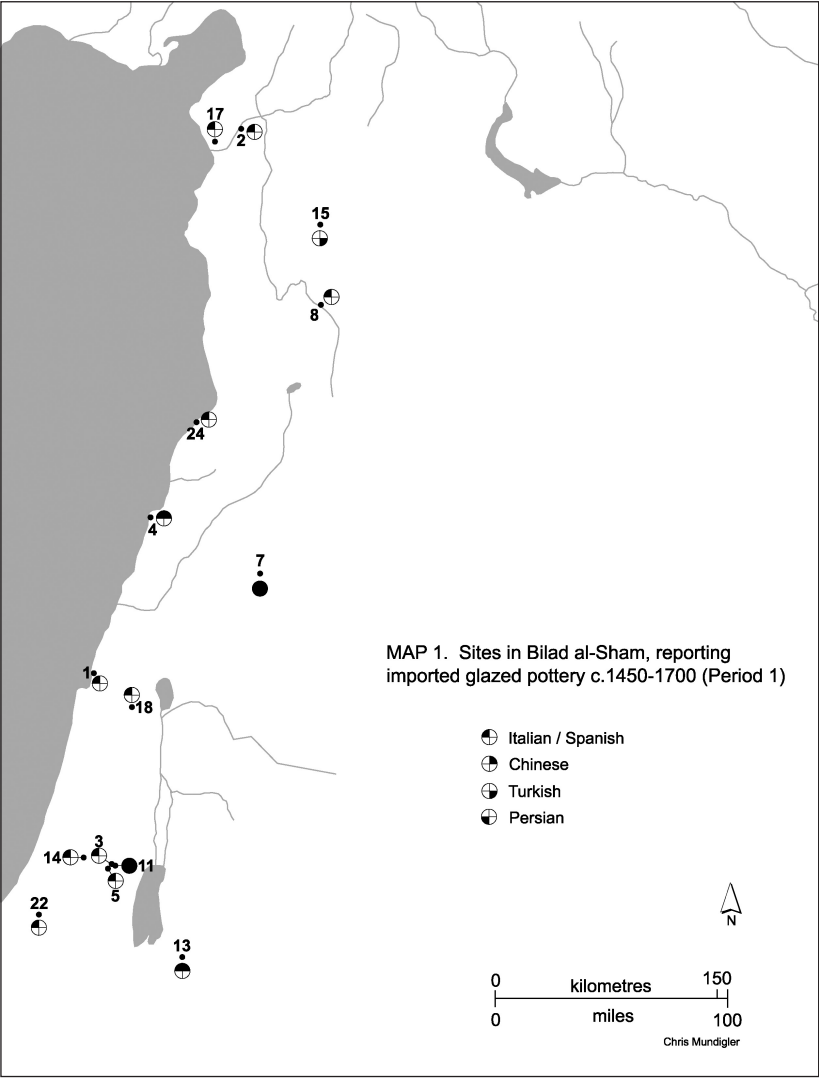 17
2
15
8
24
4
7
MAP 1. Sites in Bilad al-Sham, reporting
imported glazed pottery c.1450-1700 (Period 1)
1
18
Italian / Spanish
Chinese
Turkish
Persian
3
14
11
5
22
13
N
0 kilometres 150
0 miles 100
Chris Mundigler